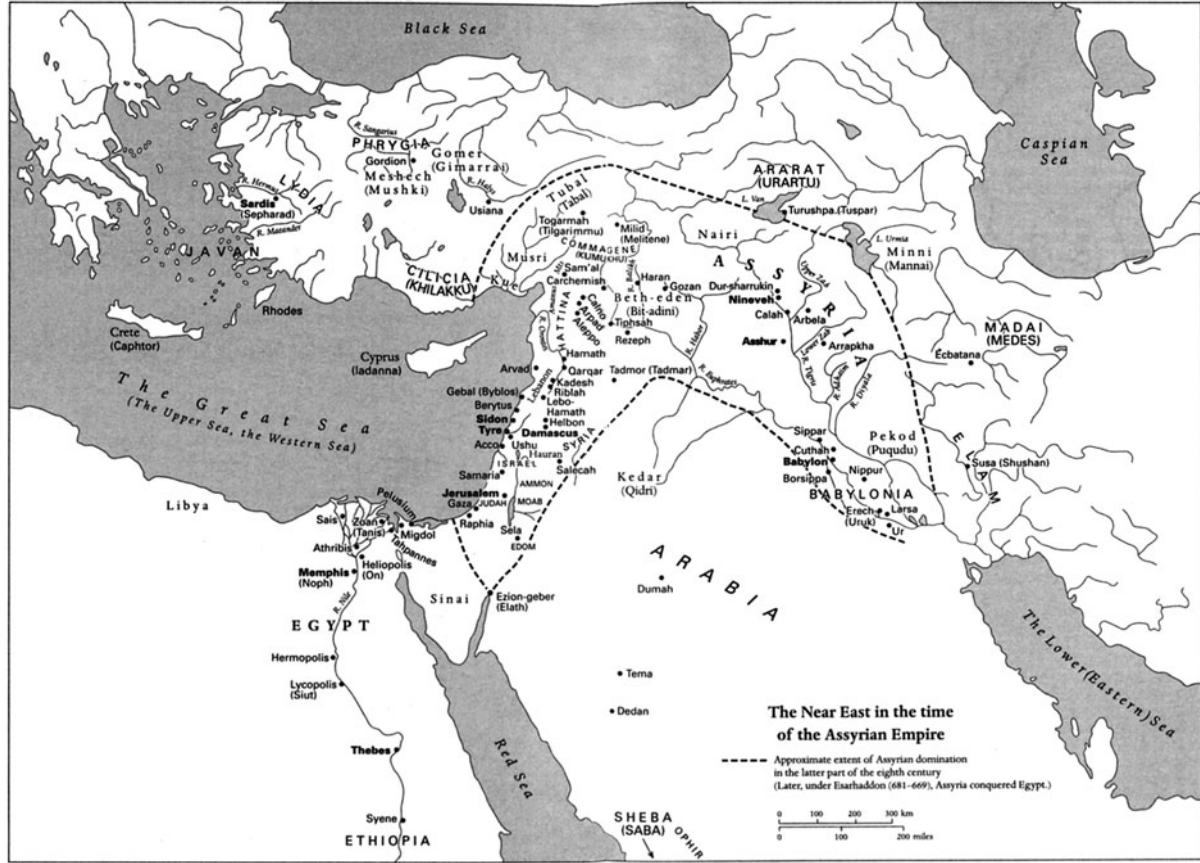 Black Sea
Caspian
Sea
R. Sangarius
PHRYGIA
Gordion
Gomer
(Gimarrai)
Meshech
(Mushki)
R. Halys
Usiana
LYDIA
R. Hermus
Sardis
(Sepharad)
R. Maeander
JAVAN
Tubal
(Tabal)
Togarmah
(Tilgarimmu)
Milid
(Melitene)
COMMAGENE
(KUMUKHU)
ARARAT
(URARTU)
L. Van
Turushpa.(Tuspar)
Nairi
L. Urmia
Minni
(Mannai)
Musri
CILICIA
(KHILAKKU)
Kue
Sam'al
Carchemish
R. Balikh
Haran
Gozan
Beth-eden
(Bit-adini)
ASSYRIA
Upper Zab
Dur-sharrukin
Nineveh
Calah
Arbela
Lower Zab
Asshur
R. Tigris
Arrapkha
R. Diyala
MADAI
(MEDES)
Ecbatana
Rhodes
Crete
(Caphtor)
Cyprus
(Iadanna)
HATTINA
R. Orontes
Calno
Arpad
Aleppo
Tiphsah
Rezeph
R. Habor
R. Euphrates
Hamath
Qarqar
Arvad
Tadmor (Tadmar)
Lebanon
Kadesh
Riblah
Gebal (Byblos)
Berytus
Lebo-
Hamath
Helbon
Sidon
Tyre
Damascus
Acco
Ushu
SYRIA
Hauran
Salecah
ISRAEL
Samaria
AMMON
Jerusalem
Gaza
JUDAH
MOAB
Raphia
Sela
EDOM
The Great Sea
(The Upper Sea, the Western Sea)
Kedar
(Qidri)
Sippar
Cuthah
Babylon
Borsippa
Nippur
Pekod
(Puqudu)
BABYLONIA
Erech
(Uruk)
Larsa
Ur
ELAM
Susa (Shushan)
Libya
Pelusium
Sais
Zoan
(Tanis)
Migdol
Tahpannes
Athribis
Heliopolis
(On)
Memphis
(Noph)
R. Nile
Sinai
Ezion-geber
(Elath)
EGYPT
Hermopolis
Lycopolis
(Siut)
Thebes
Syene
ETHIOPIA
Red Sea
ARABIA
Dumah
Tema
Dedan
SHEBA
(SABA)
OPHIR
The Lower (Eastern) Sea
The Near East in the time
of the Assyrian Empire
Approximate extent of Assyrian domination
in the latter part of the eighth century
(Later, under Esarhaddon (681–669), Assyria conquered Egypt.)
0 100 200 300 km
0 100 200 miles